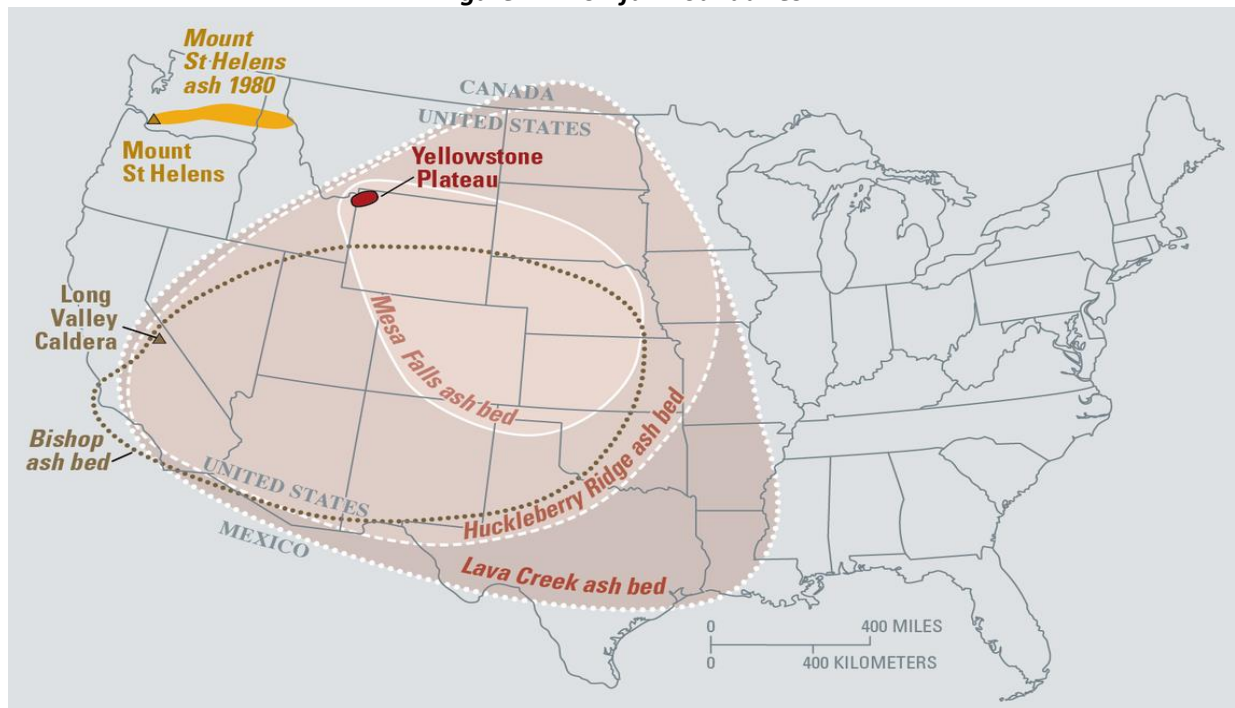 Mount
St Helens
ash 1980
CANADA
UNITED STATES
Mount
St Helens
Yellowstone
Plateau
Long
Valley
Caldera
Mesa Falls ash bed
Bishop
ash bed
UNITED STATES
MEXICO
Huckleberry Ridge ash bed
Lava Creek ash bed
0 400 MILES
0 400 KILOMETERS